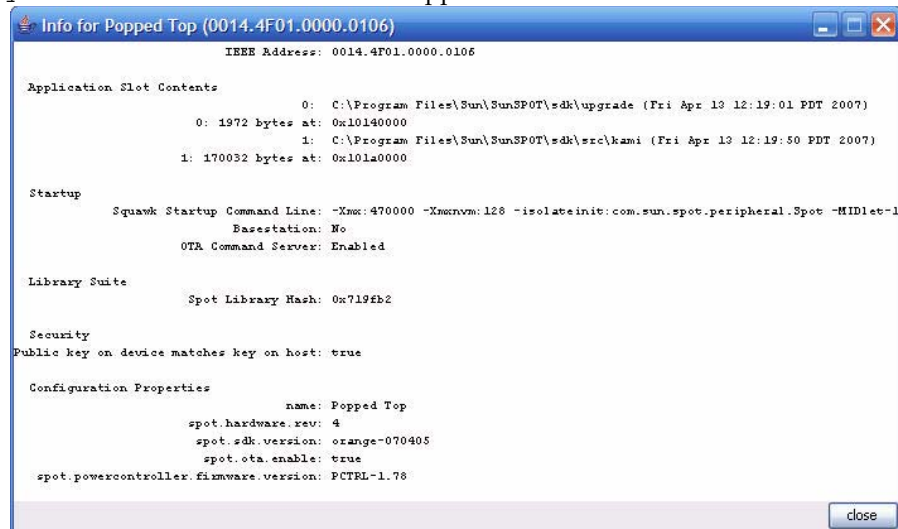 Info for Popped Top (0014.4F01.0000.0106)
IEEE Address: 0014.4F01.0000.0106
Application Slot Contents
0: C:\Program Files\Sun\SunSPOT\sdk\upgrade (Fri Apr 13 12:19:01 PDT 2007)
0: 1972 bytes at: 0x10140000
1: C:\Program Files\Sun\SunSPOT\sdk\src\kami (Fri Apr 13 12:19:50 PDT 2007)
1: 170032 bytes at: 0x101a0000
Startup
Squawk Startup Command Line: -Xmx:470000 -Xmxnvm:128 -isolateinit:com.sun.spot.peripheral.Spot -MIDlet-1
Basestation: No
OTA Command Server: Enabled
Library Suite
Spot Library Hash: 0x719fb2
Security
Public key on device matches key on host: true
Configuration Properties
name: Popped Top
spot.hardware.rev: 4
spot.sdk.version: orange-070405
spot.ota.enable: true
spot.powercontroller.firmware.version: PCTRL-1.78
close